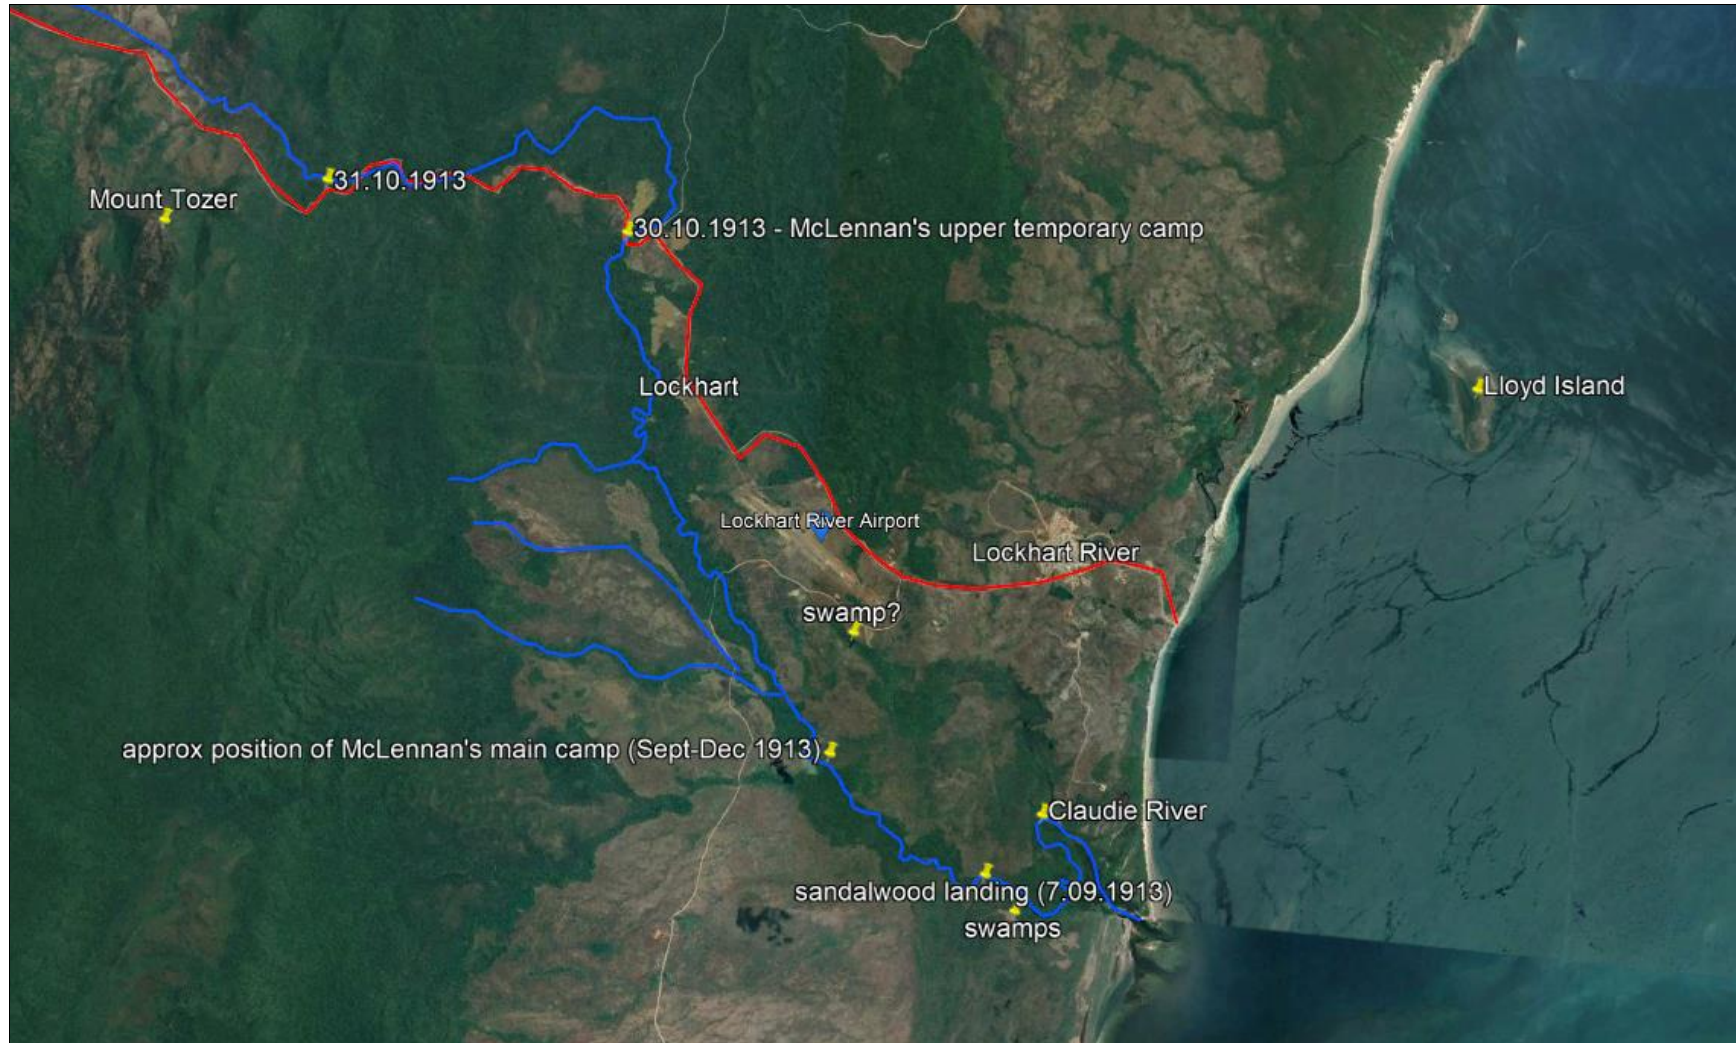 31.10.1913
Mount Tozer
30.10.1913 - McLennan's upper temporary camp
Lockhart
Lloyd Island
Lockhart River Airport
Lockhart River
swamp?
approx position of McLennan's main camp (Sept-Dec 1913)
Claudie River
sandalwood landing (7.09.1913)
swamps